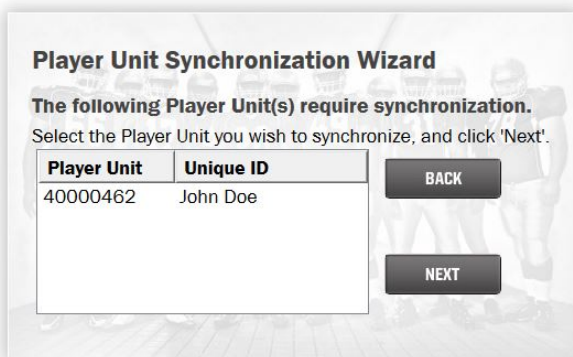 Player Unit Synchronization Wizard
The following Player Unit(s) require synchronization.
Select the Player Unit you wish to synchronize, and click 'Next'.
Player Unit Unique ID
40000462 John Doe
BACK
NEXT